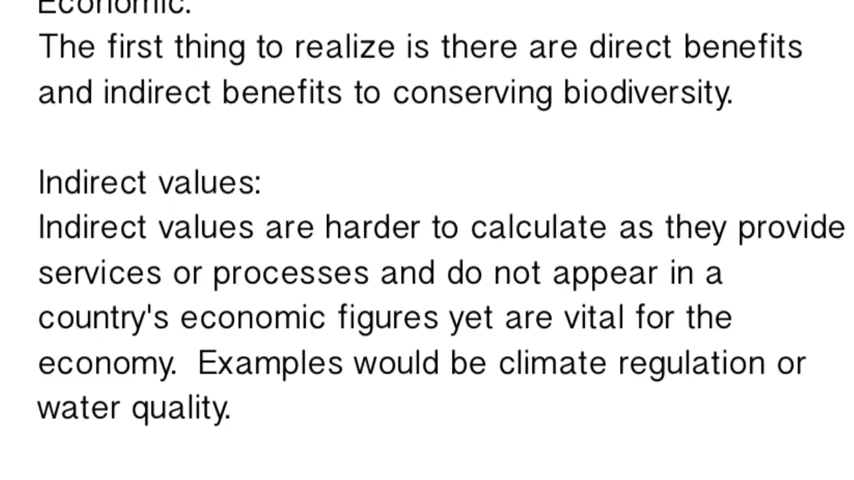 Economic.
The first thing to realize is there are direct benefits
and indirect benefits to conserving biodiversity.
Indirect values:
Indirect values are harder to calculate as they provide
services or processes and do not appear in a
country's economic figures yet are vital for the
economy.  Examples would be climate regulation or
water quality.